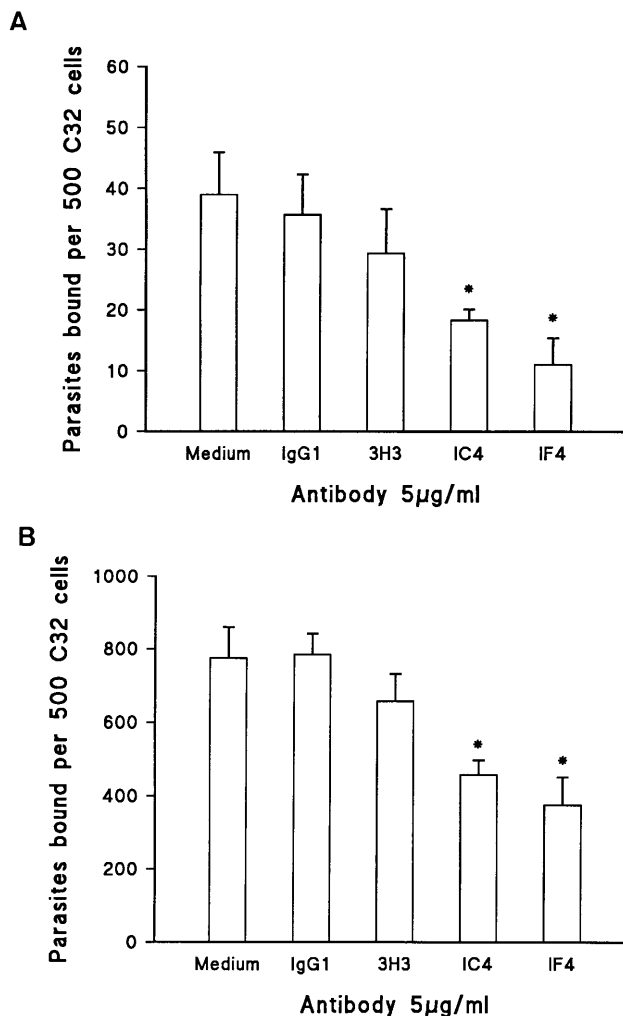 A
Parasites bound per 500 C32 cells
60
50
40
30
20
10
0
*
*
Medium IgG1 3H3 IC4 IF4
Antibody 5µg/ml
B
Parasites bound per 500 C32 cells
1000
800
600
400
200
0
*
*
Medium IgG1 3H3 IC4 IF4
Antibody 5µg/ml